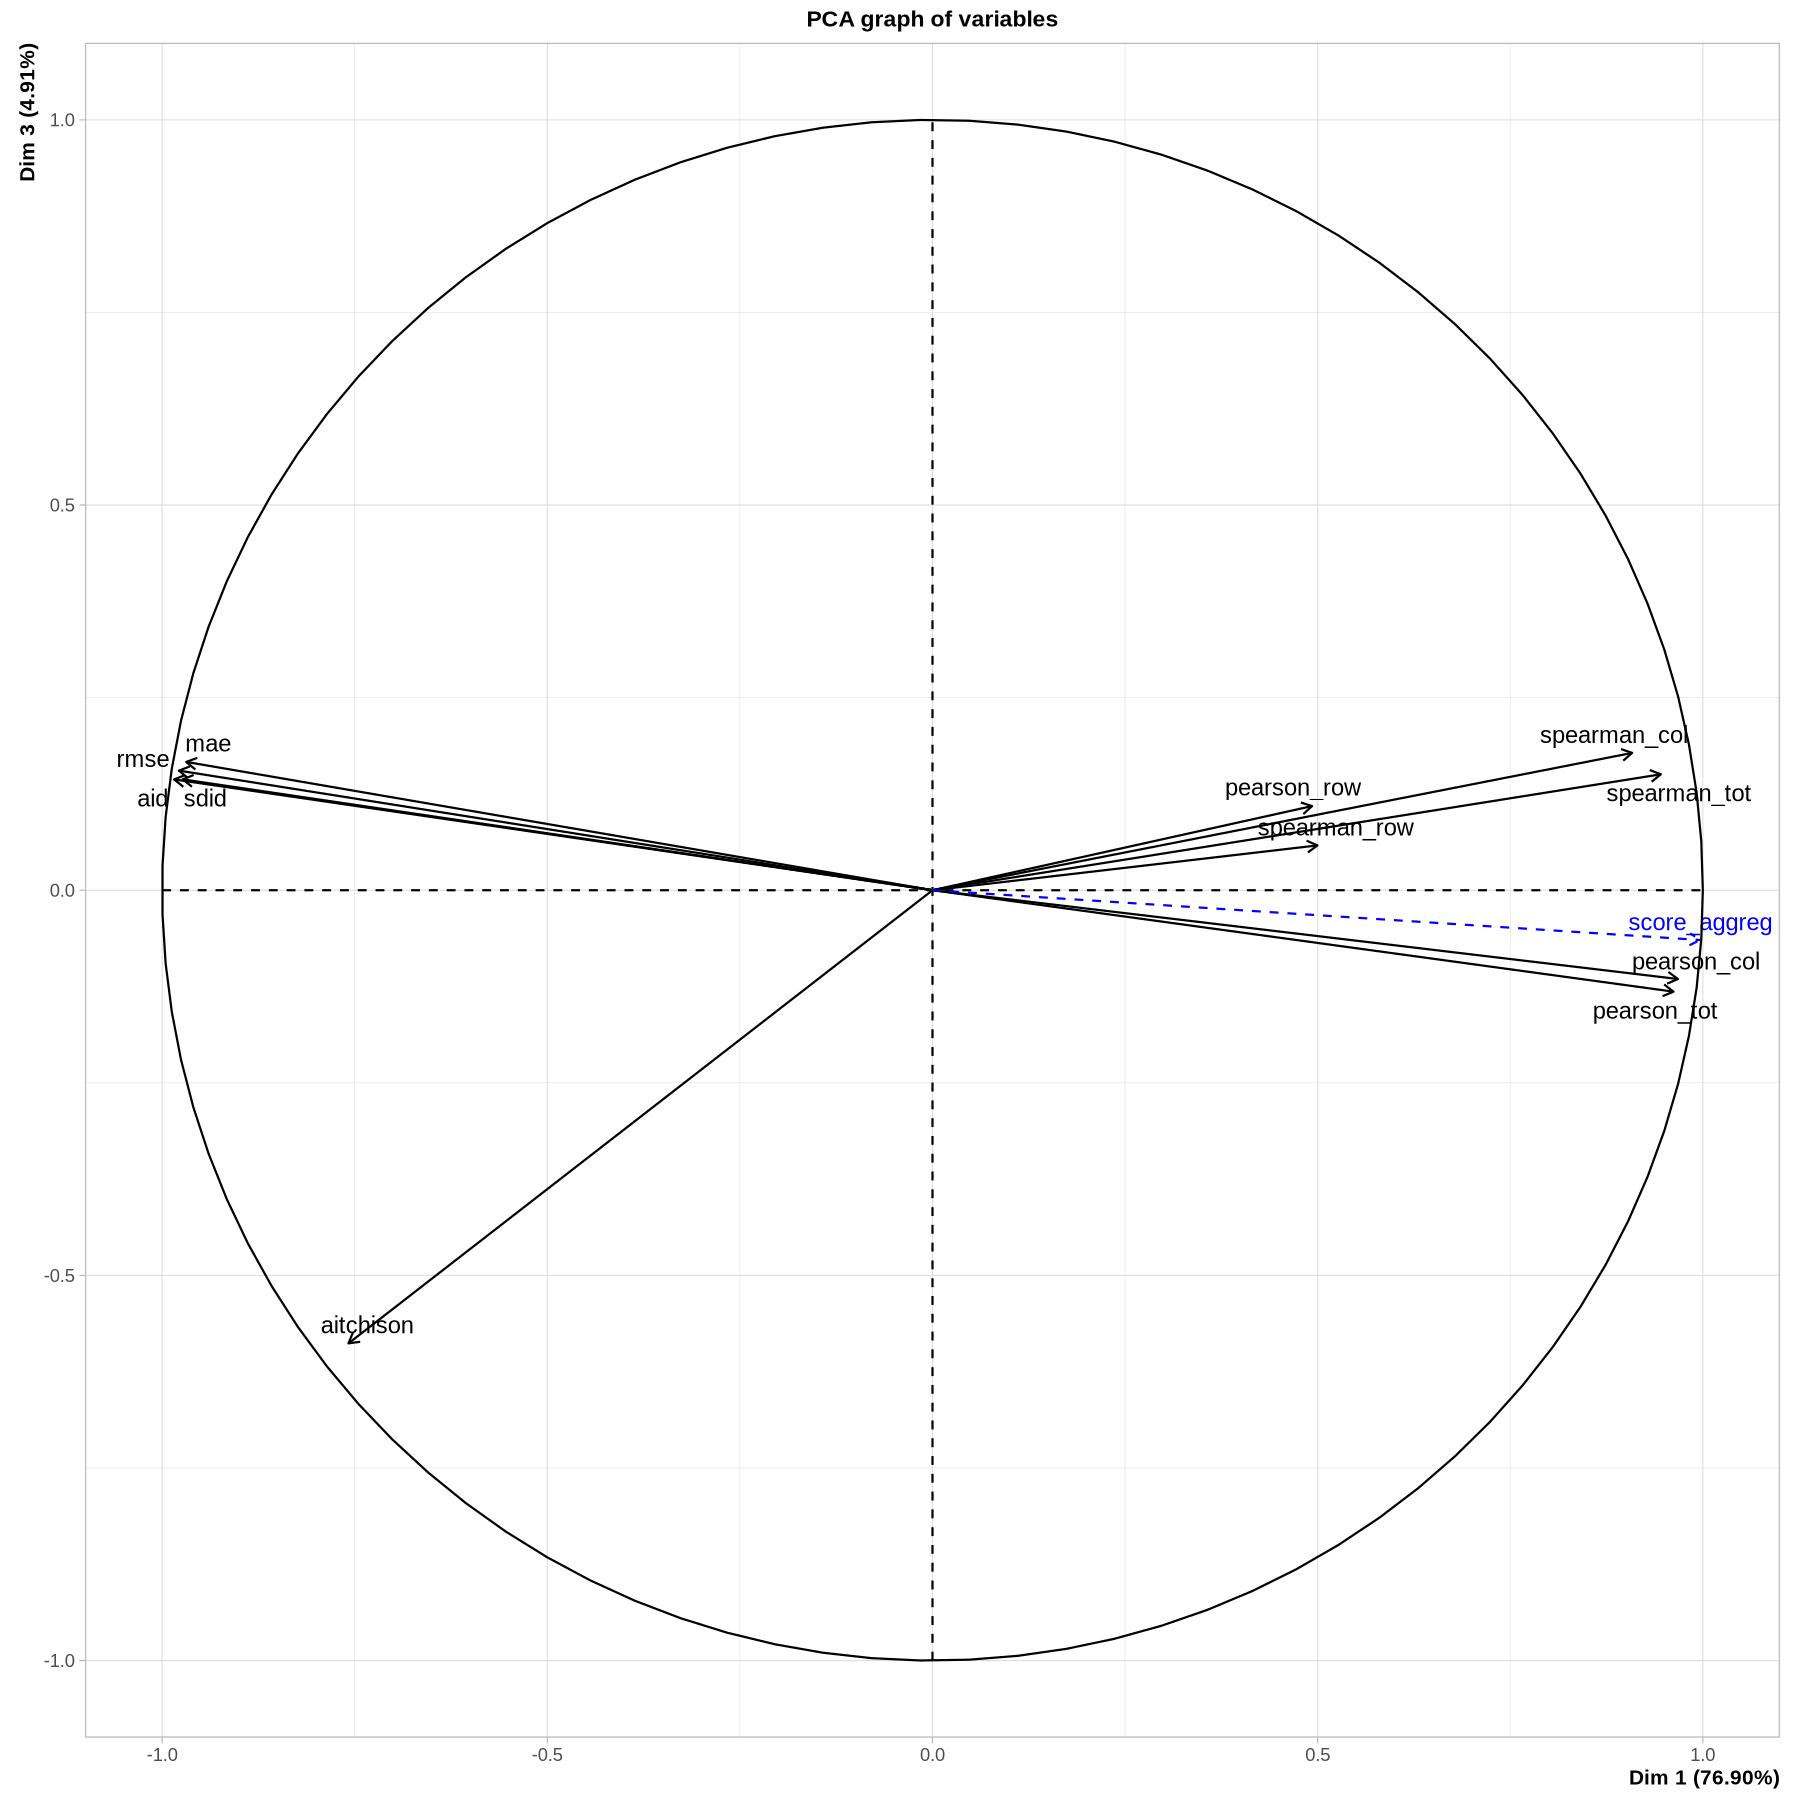 PCA graph of variables
Dim 3 (4.91%)
1.0
0.5
0.0
-0.5
-1.0
spearman_col
mae
rmse
pearson_row
spearman_tot
aid
sdid
spearman_row
score_aggreg
pearson_col
pearson_tot
aitchison
-1.0
-0.5
0.0
0.5
1.0
Dim 1 (76.90%)